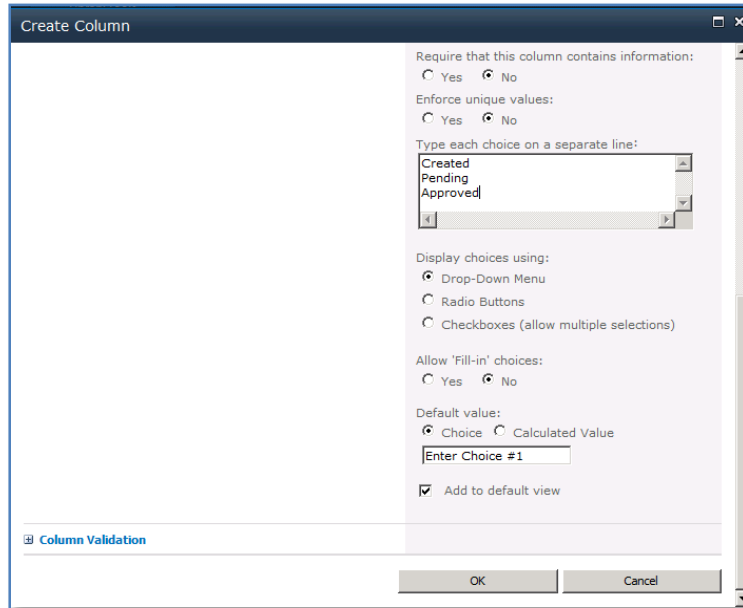 Create Column
Require that this column contains information:
Yes No
Enforce unique values:
Yes No
Type each choice on a separate line:
Created
Pending
Approved
Display choices using:
Drop-Down Menu
Radio Buttons
Checkboxes (allow multiple selections)
Allow 'Fill-in' choices:
Yes No
Default value:
Choice Calculated Value
Enter Choice #1
Add to default view
Column Validation
OK Cancel